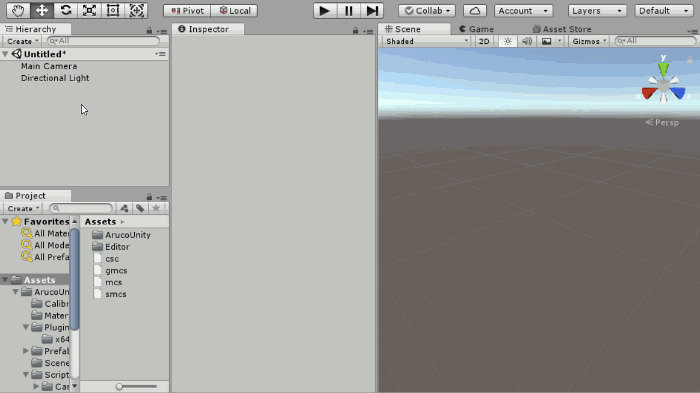 Pivot Local Collab Account Layers Default
Hierarchy
Create All
Untitled*
Main Camera
Directional Light
Project
Create
Favorites
All Mater
All Mode
All Prefa
Assets
ArucoUn
Calibr
Mater
Plugin
x64
Prefab
Scene
Script
Car
Assets
ArucoUnity
Editor
csc
gmcs
mcs
smcs
Inspector
Scene Game Asset Store
Shaded 2D Gizmos All
y
Persp